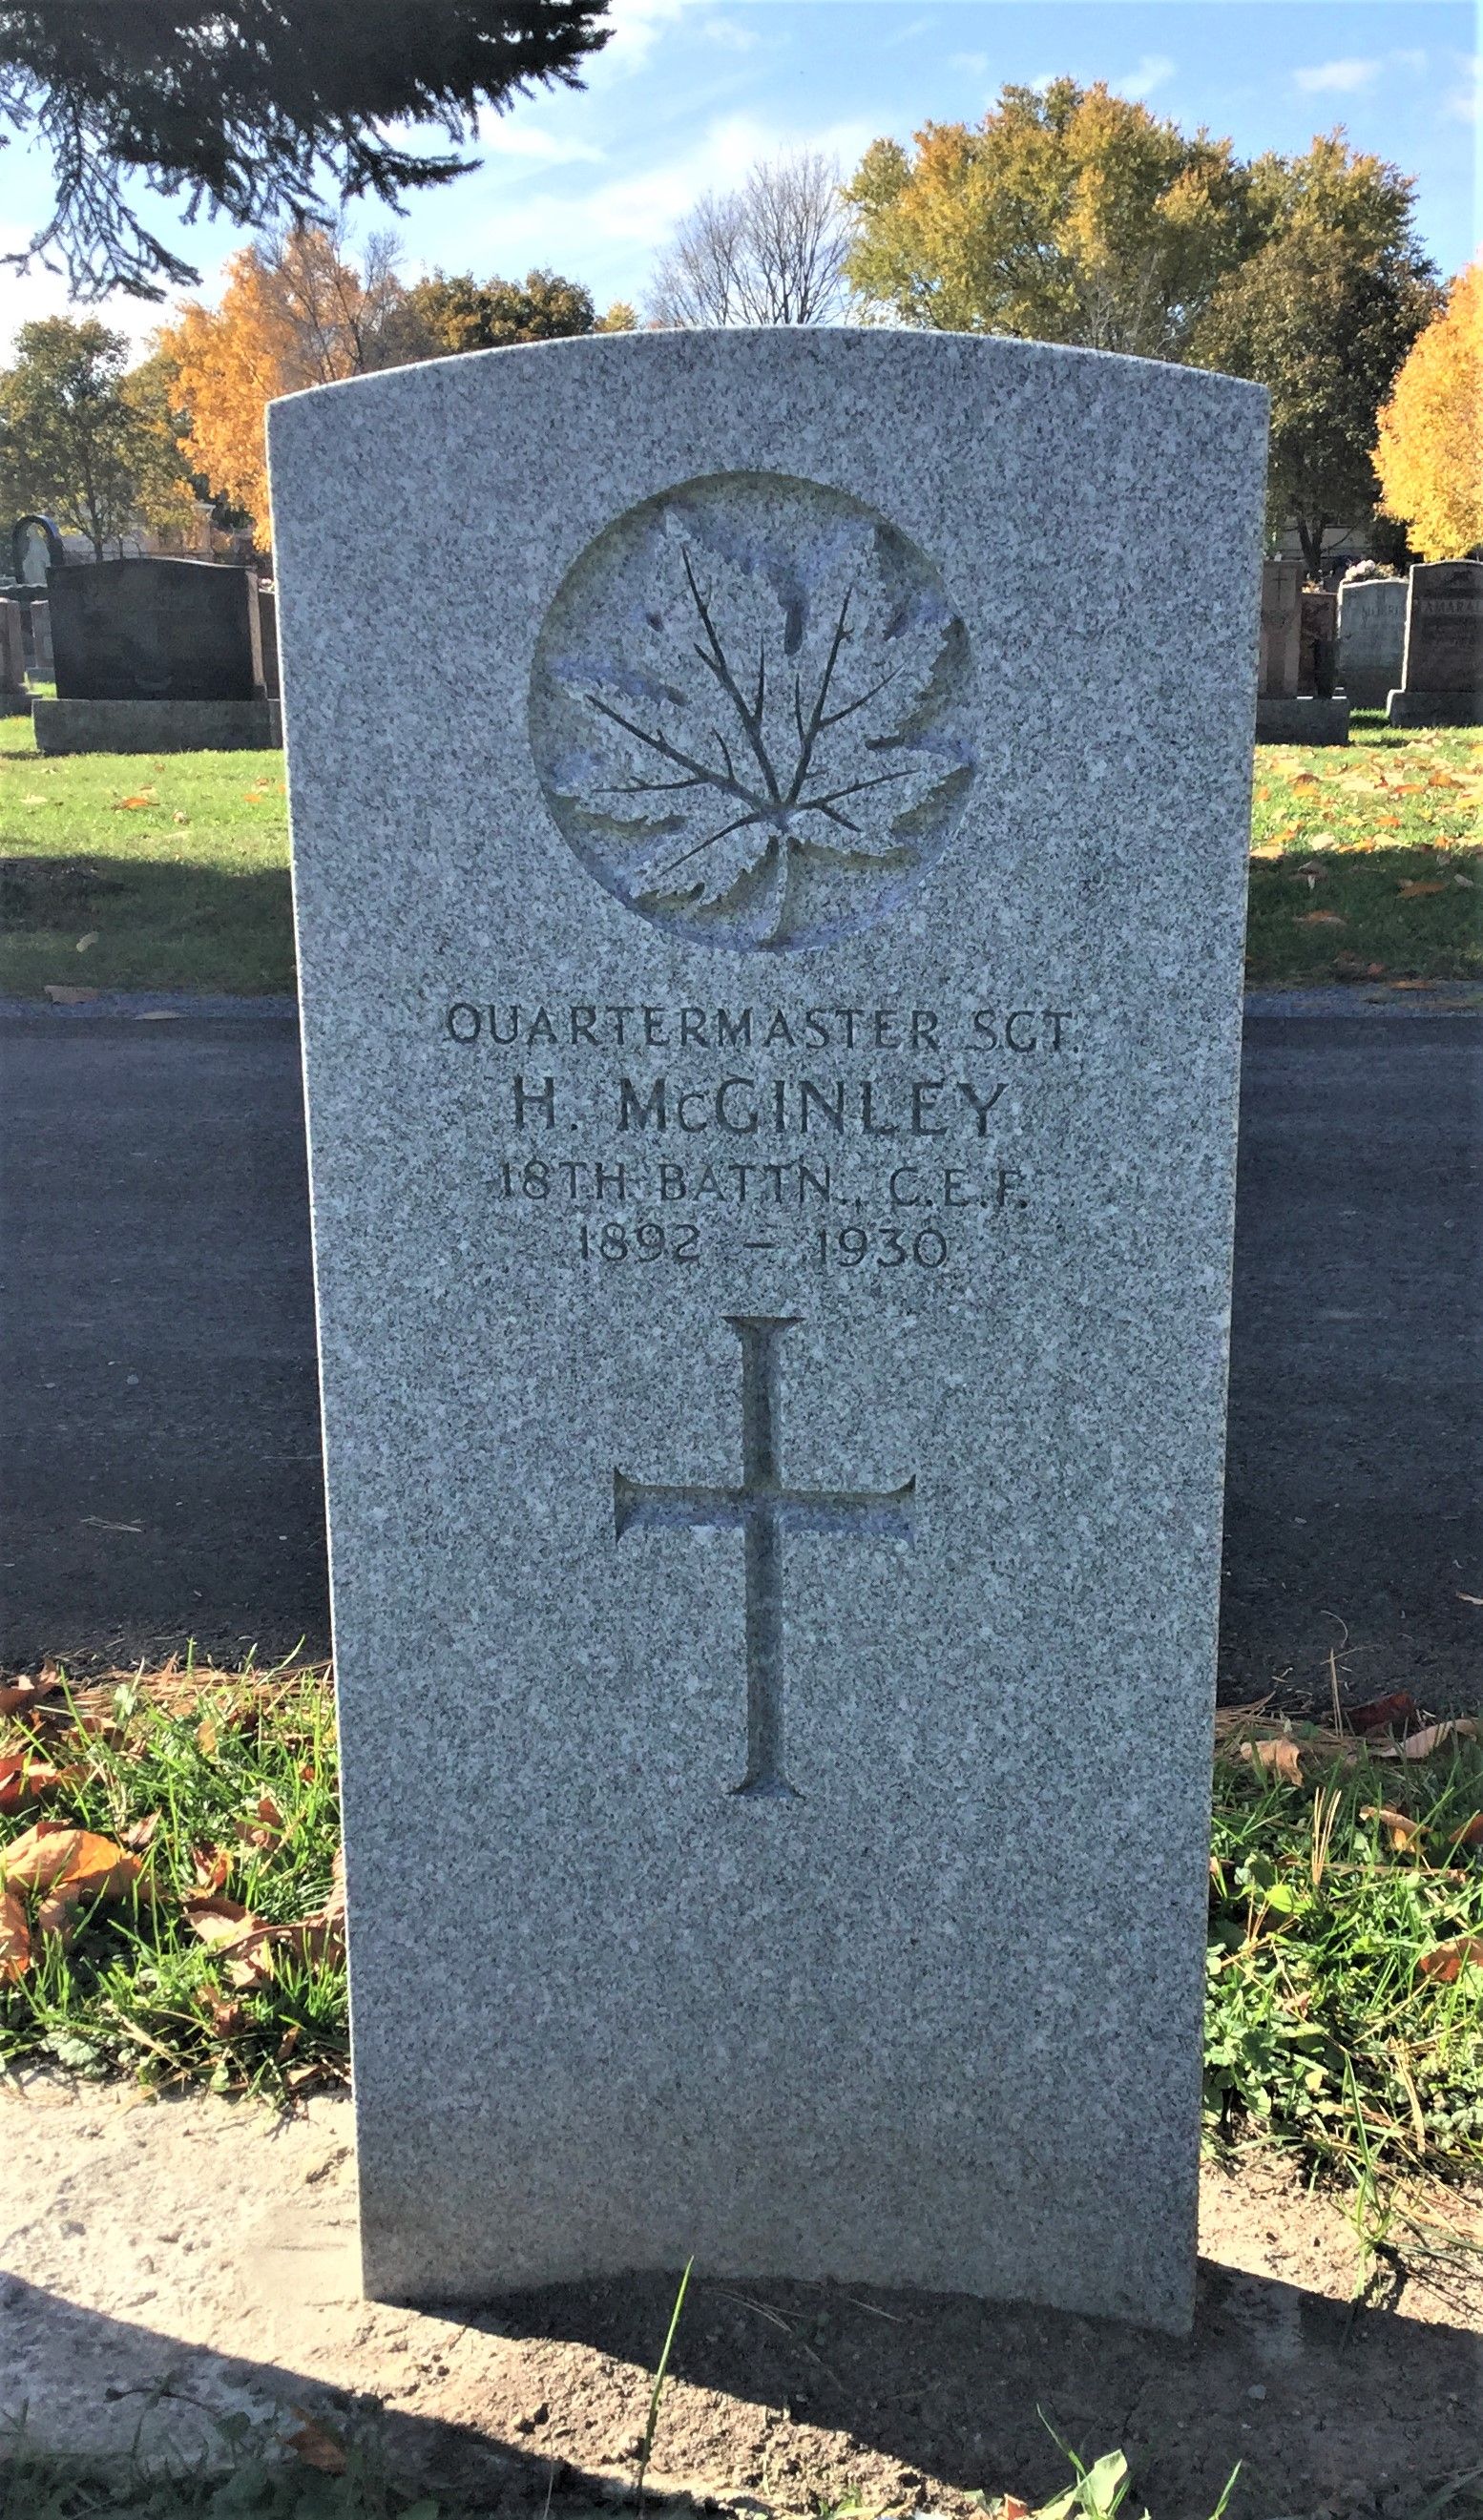 QUARTERMASTER SGT.
H. McGINLEY
18TH BATTN., C.E.F.
1892 – 1930